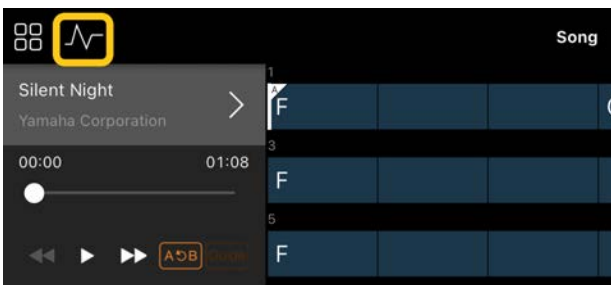 Song
1
Silent Night
Yamaha Corporation
A
F
00:00
01:08
3
F
A B
5
F